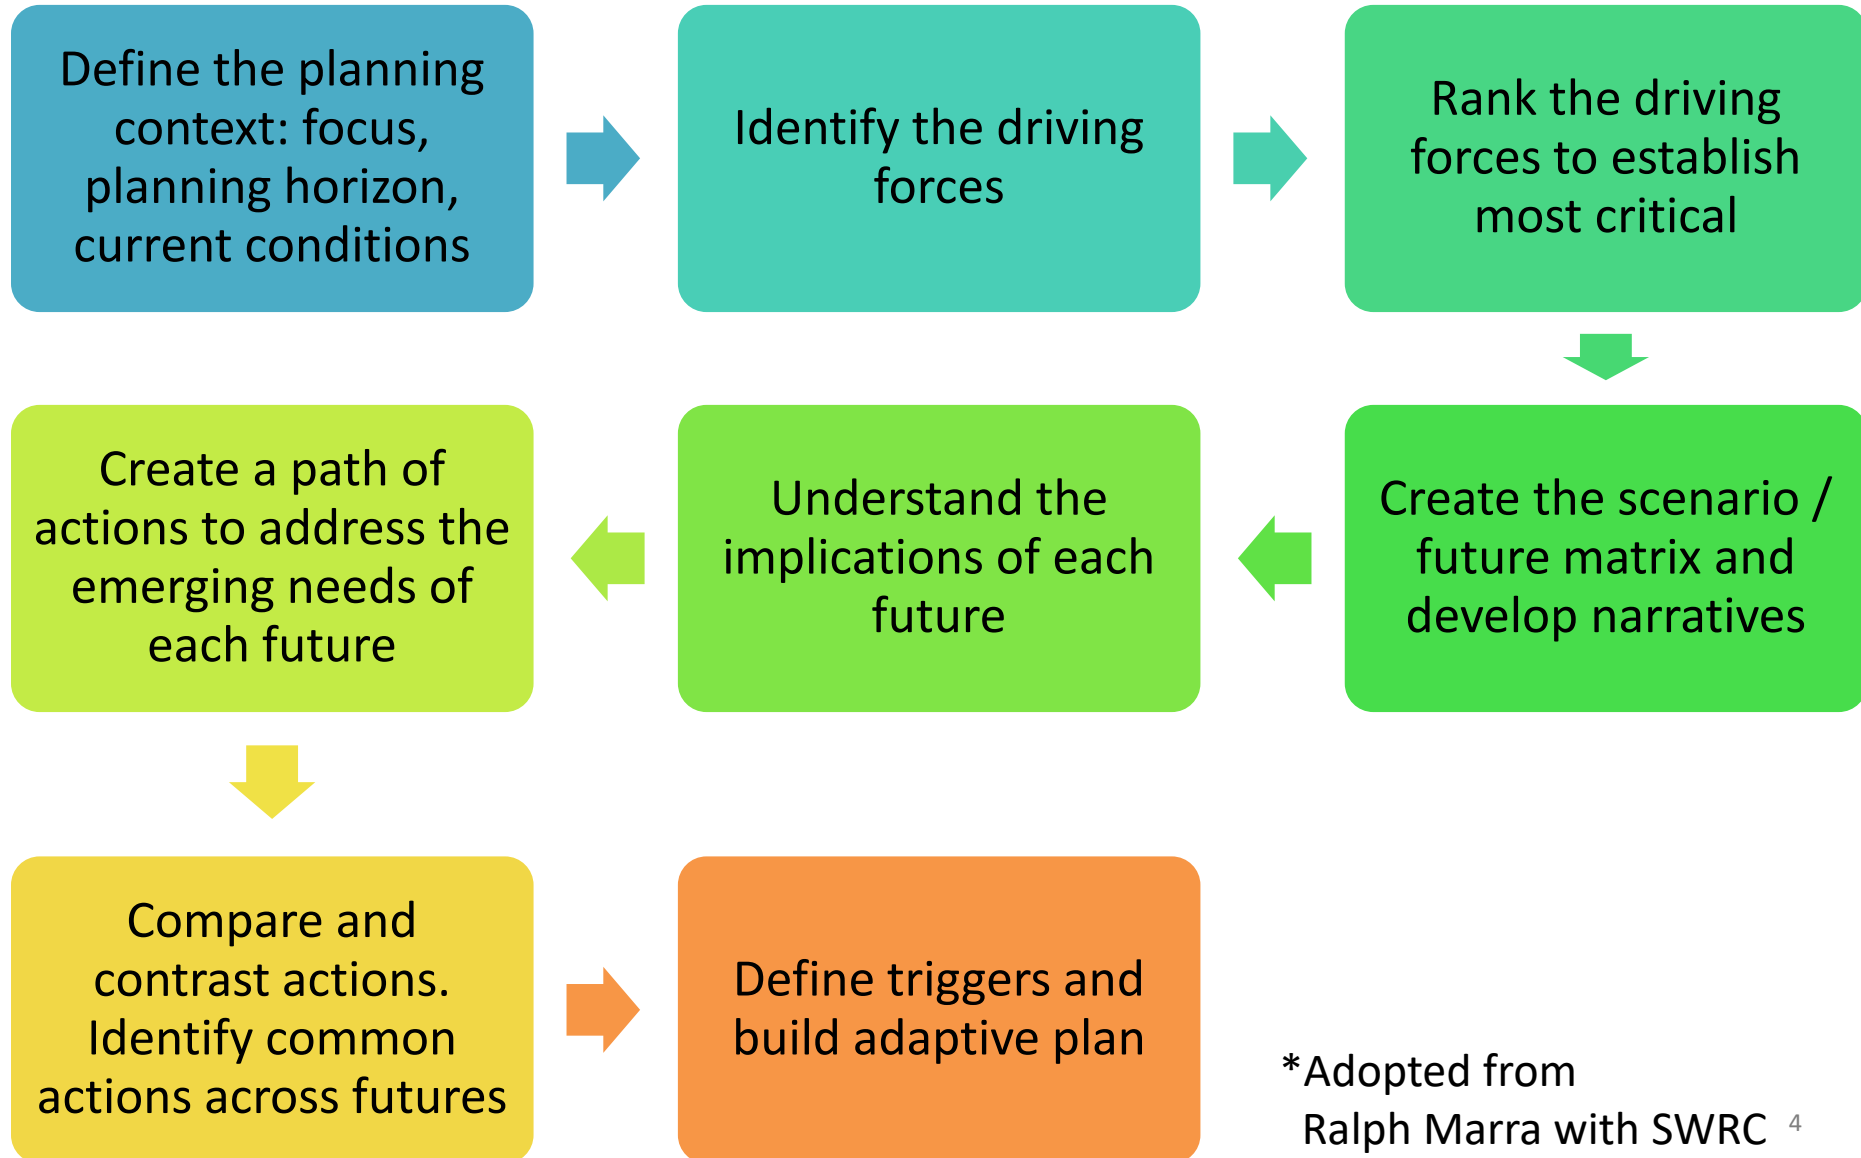 Define the planning
context: focus,
planning horizon,
current conditions
Identify the driving
forces
Rank the driving
forces to establish
most critical
Create the scenario /
future matrix and
develop narratives
Understand the
implications of each
future
Create a path of
actions to address the
emerging needs of
each future
Compare and
contrast actions.
Identify common
actions across futures
Define triggers and
build adaptive plan
*Adopted from
Ralph Marra with SWRC
4